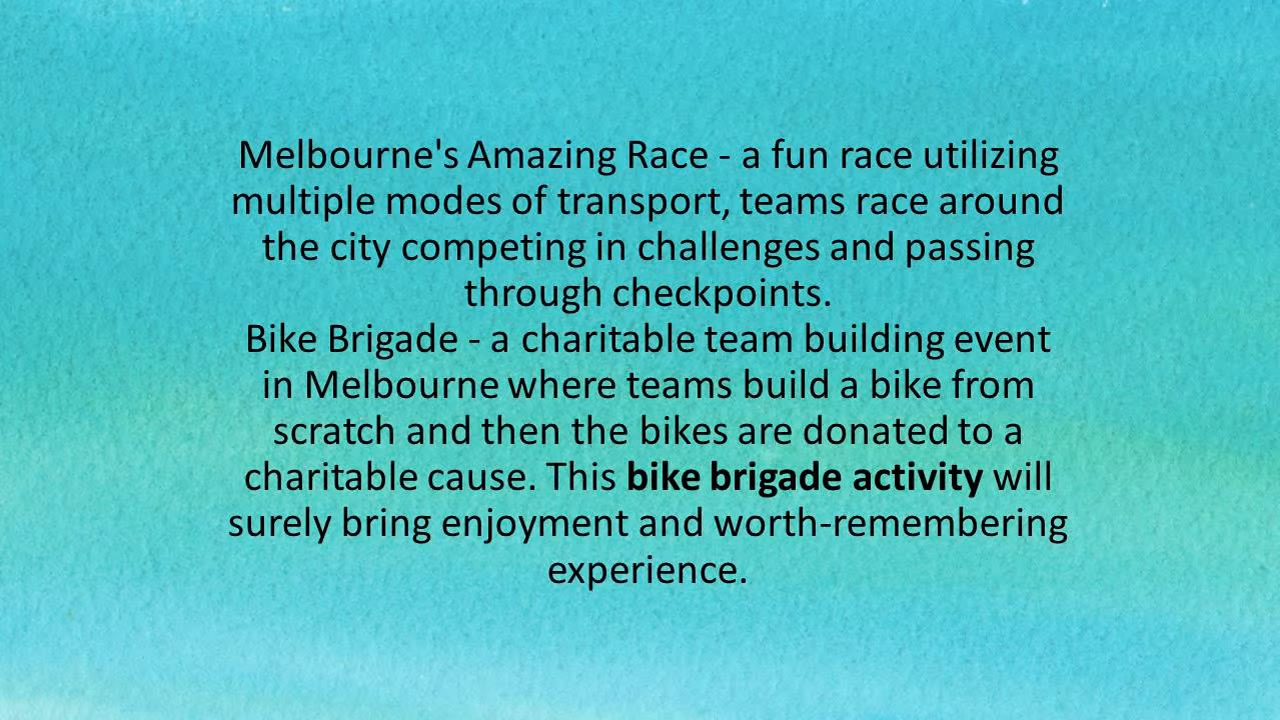 Melbourne's Amazing Race - a fun race utilizing
multiple modes of transport, teams race around
the city competing in challenges and passing
through checkpoints.
Bike Brigade - a charitable team building event
in Melbourne where teams build a bike from
scratch and then the bikes are donated to a
charitable cause. This bike brigade activity will
surely bring enjoyment and worth-remembering
experience.